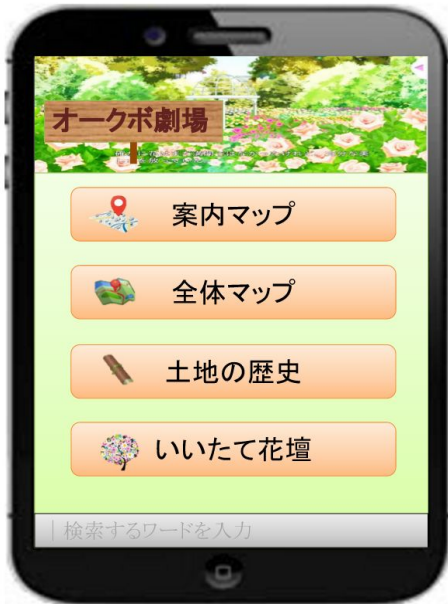 オークボ劇場
案内マップ
全体マップ
土地の歴史
いいたて花壇
検索するワードを入力